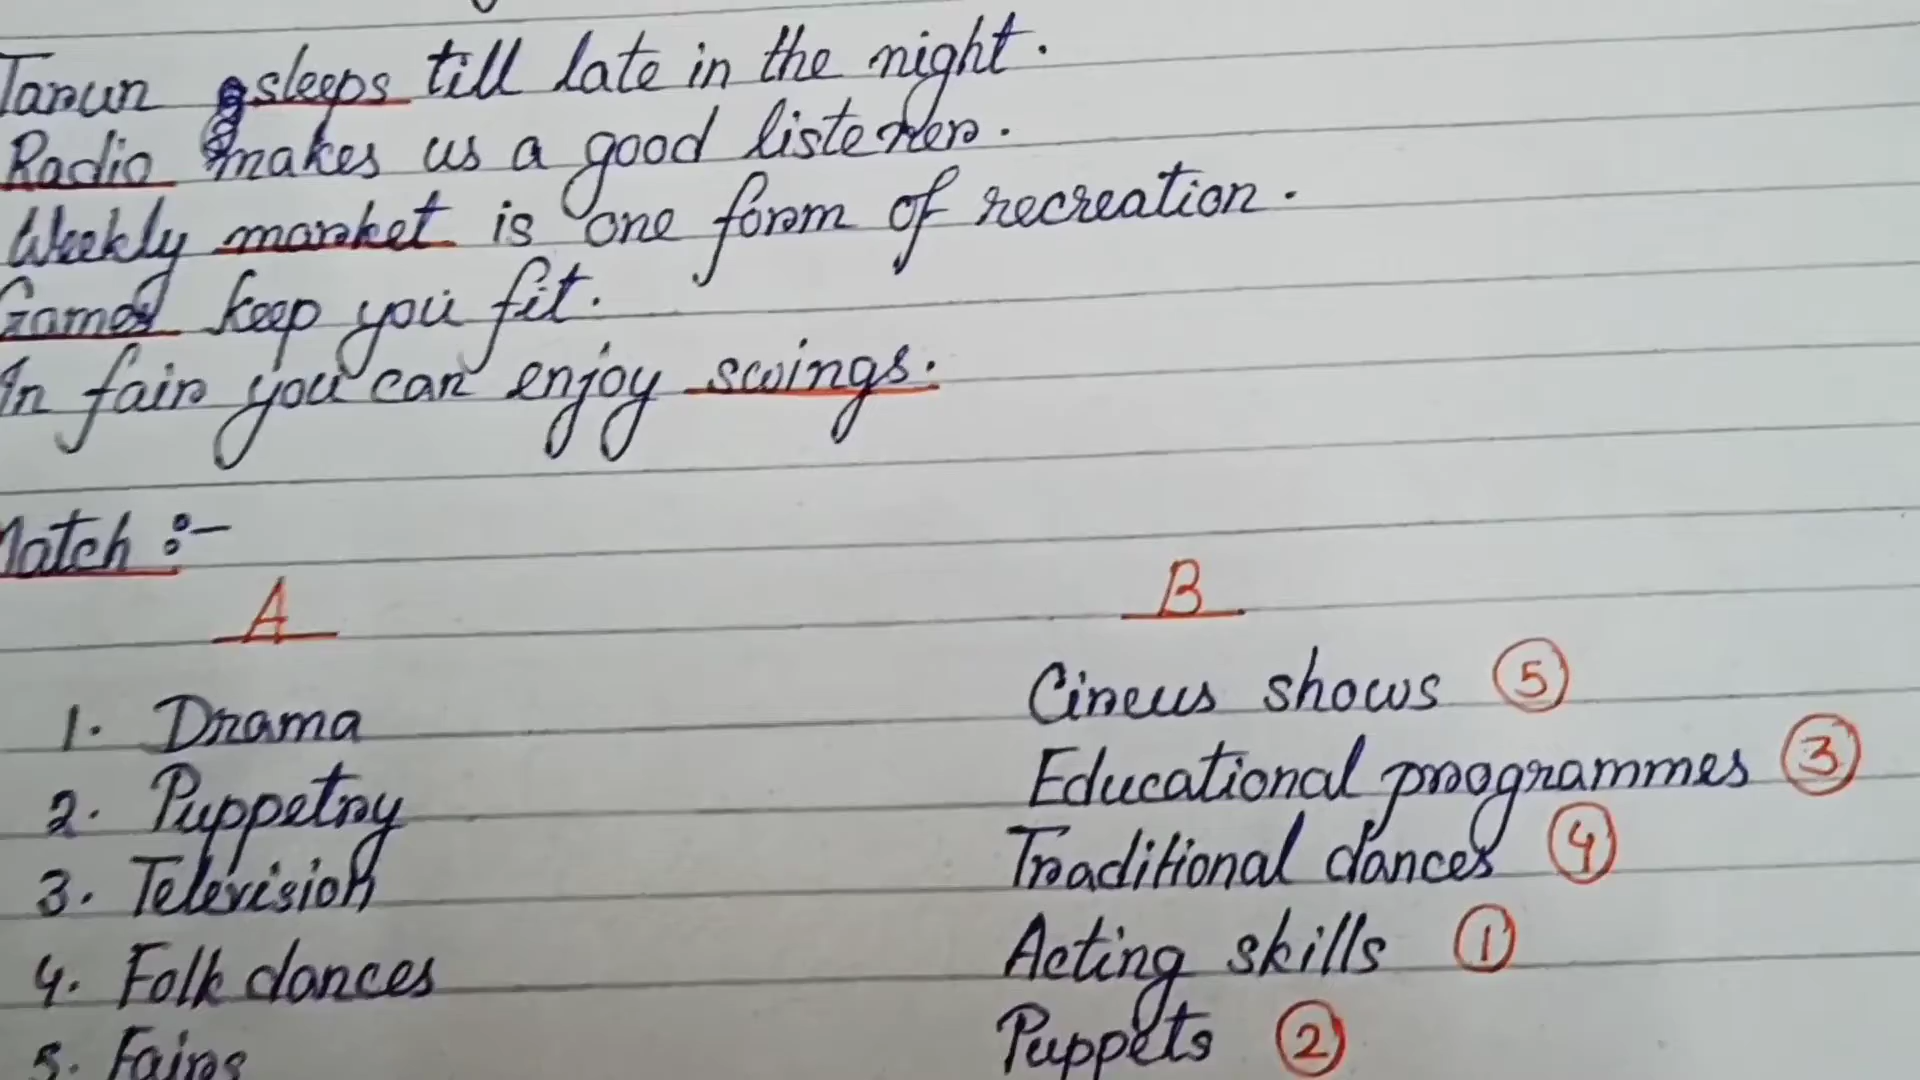 Tarun sleeps till late in the night.
Radio makes us a good listener.
Weekly market is one form of recreation.
Games keep you fit.
In fair you can enjoy swings.
Match :-
A B
1. Drama Circus shows 5
2. Puppetry Educational programmes 3
3. Television Traditional dances 4
4. Folk dances Acting skills 1
5. Fairs Puppets 2